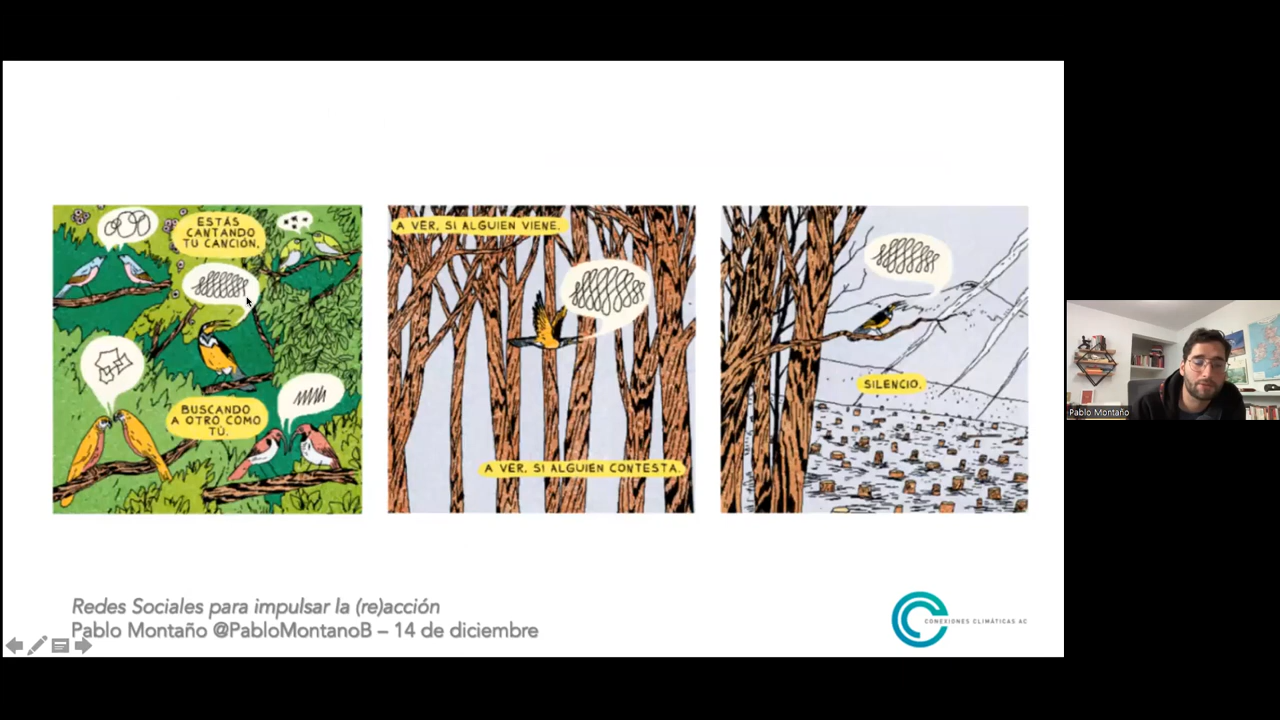 ESTÁS
CANTANDO
TU CANCIÓN,
BUSCANDO
A OTRO COMO
TÚ.
A VER, SI ALGUIEN VIENE.
A VER, SI ALGUIEN CONTESTA.
SILENCIO.
Redes Sociales para impulsar la (re)acción
Pablo Montaño @PabloMontanoB – 14 de diciembre
CONEXIONES CLIMÁTICAS AC
Pablo Montaño